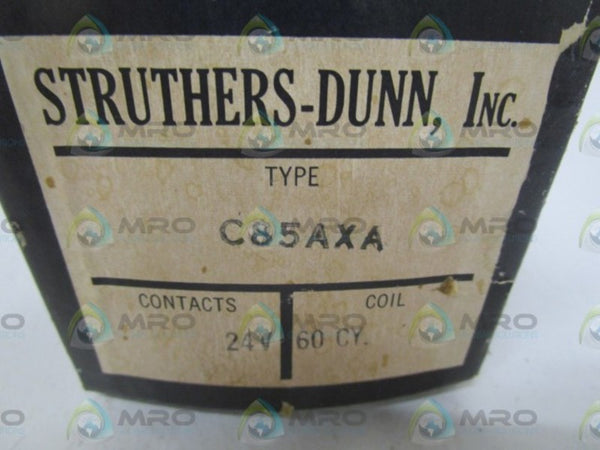 STRUTHERS-DUNN, INC.
TYPE
C85AXA
CONTACTS COIL
24V 60 CY.